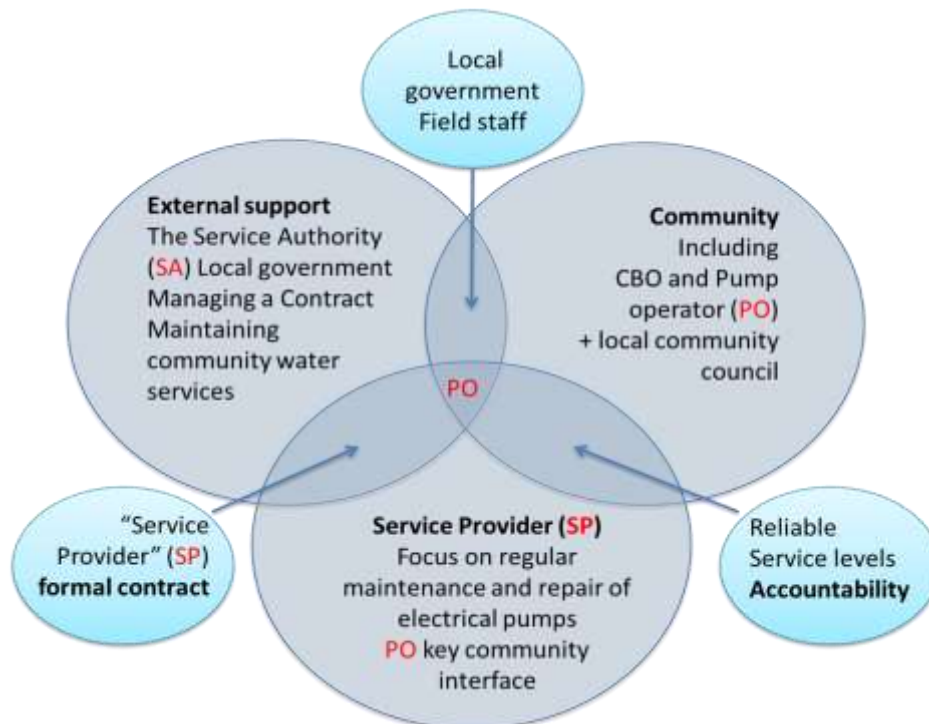 Local
government
Field staff
External support
The Service Authority
(SA) Local government
Managing a Contract
Maintaining
community water
services
Community
Including
CBO and Pump
operator (PO)
+ local community
council
PO
"Service
Provider" (SP)
formal contract
Service Provider (SP)
Focus on regular
maintenance and repair of
electrical pumps
PO key community
interface
Reliable
Service levels
Accountability